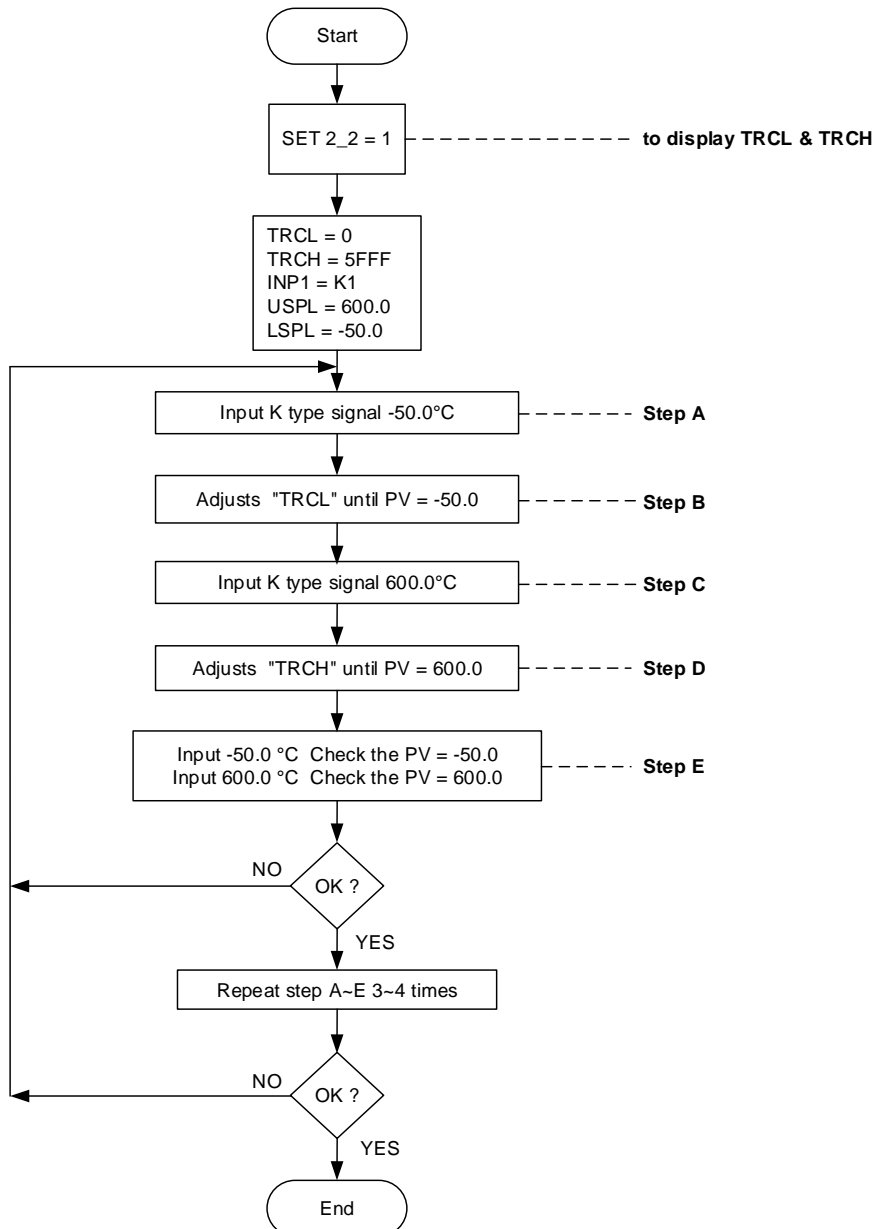 Start
SET 2_2 = 1
to display TRCL & TRCH
TRCL = 0
TRCH = 5FFF
INP1 = K1
USPL = 600.0
LSPL = -50.0
Input K type signal -50.0°C
Step A
Adjusts "TRCL" until PV = -50.0
Step B
Input K type signal 600.0°C
Step C
Adjusts "TRCH" until PV = 600.0
Step D
Input -50.0 °C Check the PV = -50.0
Input 600.0 °C Check the PV = 600.0
Step E
NO
OK ?
YES
Repeat step A~E 3~4 times
NO
OK ?
YES
End